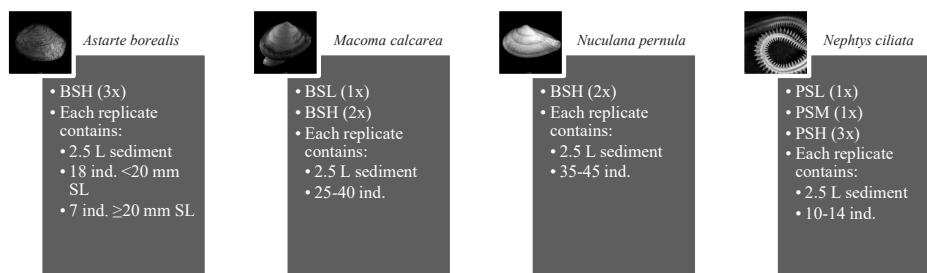 Astarte borealis
• BSH (3x)
• Each replicate
contains:
• 2.5 L sediment
• 18 ind. <20 mm
SL
• 7 ind. ≥20 mm SL
Macoma calcarea
• BSL (1x)
• BSH (2x)
• Each replicate
contains:
• 2.5 L sediment
• 25-40 ind.
Nuculana pernula
• BSH (2x)
• Each replicate
contains:
• 2.5 L sediment
• 35-45 ind.
Nephtys ciliata
• PSL (1x)
• PSM (1x)
• PSH (3x)
• Each replicate
contains:
• 2.5 L sediment
• 10-14 ind.